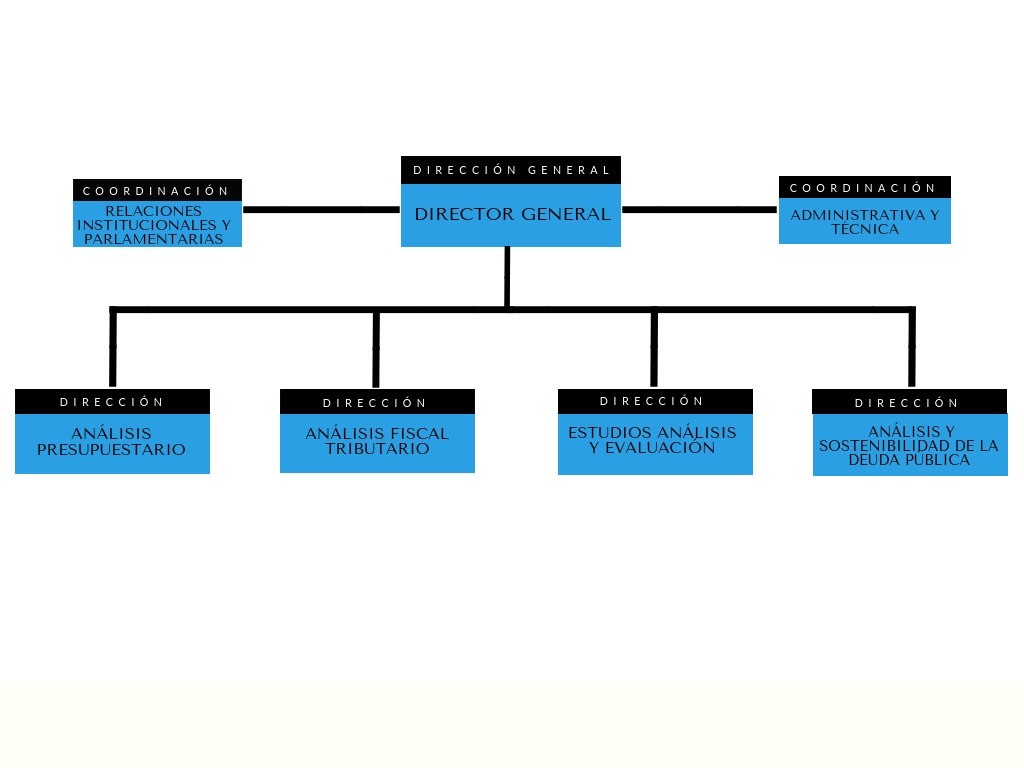 DIRECCIÓN GENERAL
DIRECTOR GENERAL
COORDINACIÓN
RELACIONES
INSTITUCIONALES Y
PARLAMENTARIAS
COORDINACIÓN
ADMINISTRATIVA Y
TÉCNICA
DIRECCIÓN
ANÁLISIS
PRESUPUESTARIO
DIRECCIÓN
ANÁLISIS FISCAL
TRIBUTARIO
DIRECCIÓN
ESTUDIOS ANÁLISIS
Y EVALUACIÓN
DIRECCIÓN
ANÁLISIS Y
SOSTENIBILIDAD DE LA
DEUDA PÚBLICA